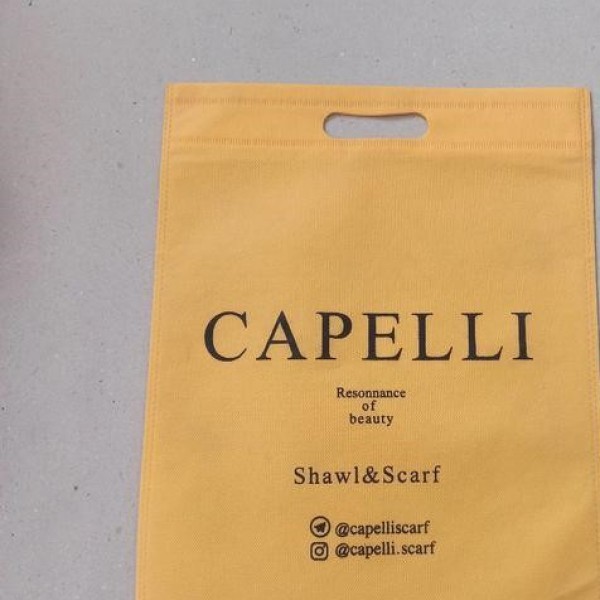 CAPELLI
Resonnance
of
beauty
Shawl&Scarf
@capelliscarf
@capelli.scarf